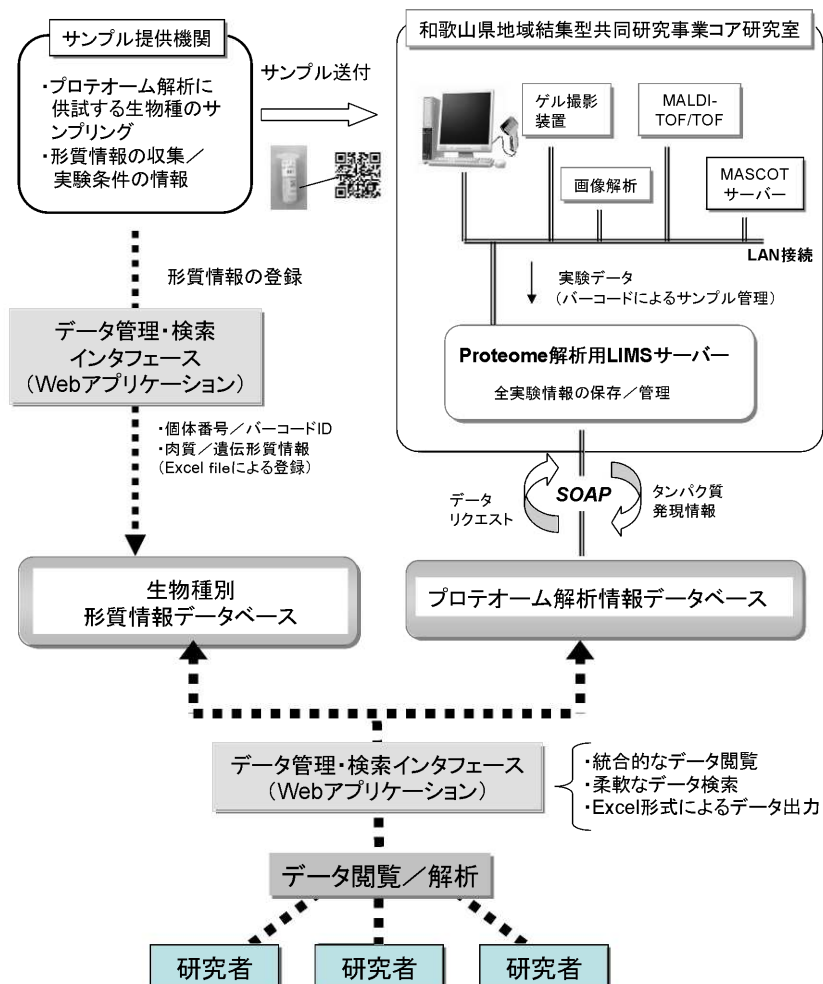 サンプル提供機関
・プロテオーム解析に
供試する生物種のサ
ンプリング
・形質情報の収集／
実験条件の情報
サンプル送付
和歌山県地域結集型共同研究事業コア研究室
ゲル撮影
装置
MALDI-
TOF/TOF
画像解析
MASCOT
サーバー
LAN接続
実験データ
（バーコードによるサンプル管理）
Proteome解析用LIMSサーバー
全実験情報の保存／管理
形質情報の登録
データ管理・検索
インタフェース
（Webアプリケーション）
・個体番号／バーコードID
・肉質／遺伝形質情報
（Excel fileによる登録）
データ
リクエスト
SOAP
タンパク質
発現情報
生物種別
形質情報データベース
プロテオーム解析情報データベース
データ管理・検索インタフェース
（Webアプリケーション）
・統合的なデータ閲覧
・柔軟なデータ検索
・Excel形式によるデータ出力
データ閲覧／解析
研究者
研究者
研究者